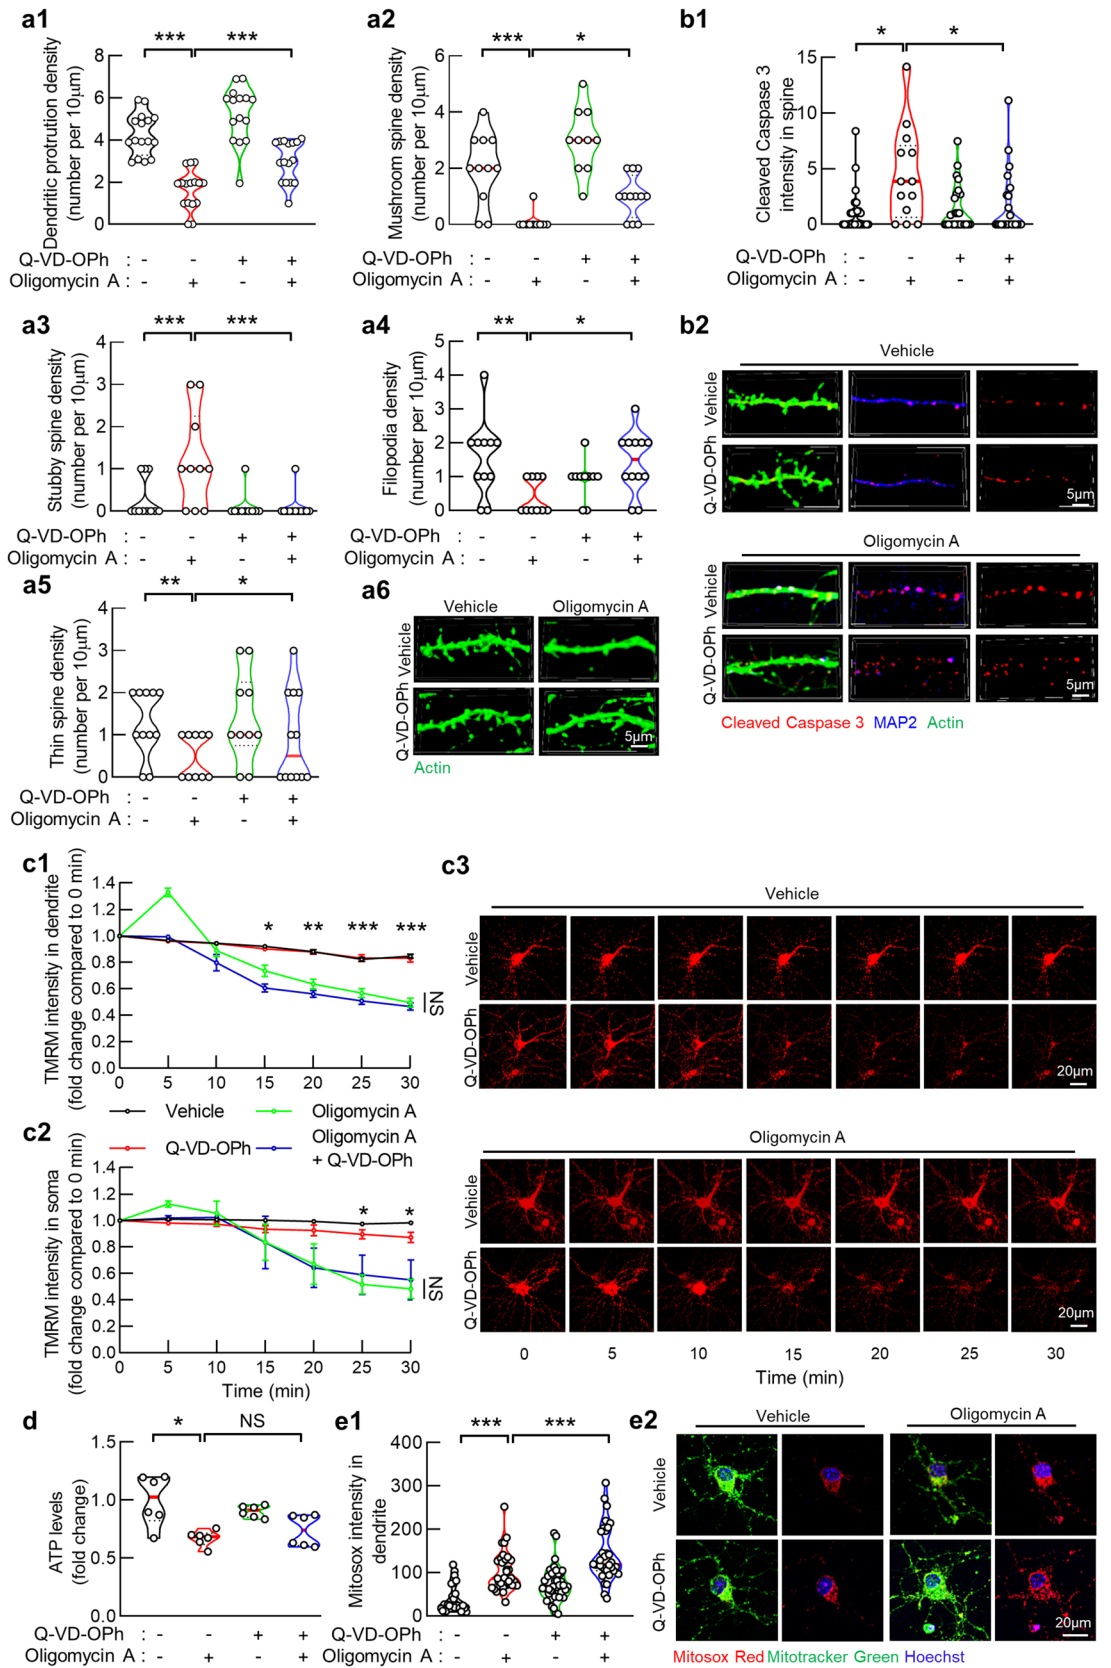 a1
Dendritic protrution density
(number per 10μm)
8
6
4
2
0
***
***
Q-VD-OPh : - - + +
Oligomycin A : - + - +
a2
Mushroom spine density
(number per 10μm)
6
4
2
0
***
*
Q-VD-OPh : - - + +
Oligomycin A : - + - +
b1
Cleaved Caspase 3
intensity in spine
15
10
5
0
*
*
Q-VD-OPh : - - + +
Oligomycin A : - + - +
a3
Stubby spine density
(number per 10μm)
4
3
2
1
0
***
***
Q-VD-OPh : - - + +
Oligomycin A : - + - +
a4
Filopodia density
(number per 10μm)
5
4
3
2
1
0
**
*
Q-VD-OPh : - - + +
Oligomycin A : - + - +
b2
Vehicle
Vehicle
Q-VD-OPh
5μm
Oligomycin A
Vehicle
Q-VD-OPh
5μm
Cleaved Caspase 3 MAP2 Actin
a5
Thin spine density
(number per 10μm)
4
3
2
1
0
**
*
Q-VD-OPh : - - + +
Oligomycin A : - + - +
a6
Vehicle Oligomycin A
Vehicle
Q-VD-OPh
5μm
Actin
c1
TMRM intensity in dendrite
(fold change compared to 0 min)
1.4
1.2
1.0
0.8
0.6
0.4
0.2
0.0
* ** *** ***
NS
0 5 10 15 20 25 30
Vehicle Oligomycin A
Q-VD-OPh Oligomycin A
+ Q-VD-OPh
c2
TMRM intensity in soma
(fold change compared to 0 min)
1.4
1.2
1.0
0.8
0.6
0.4
0.2
0.0
* *
NS
0 5 10 15 20 25 30
Time (min)
c3
Vehicle
Vehicle
Q-VD-OPh
20μm
Oligomycin A
Vehicle
Q-VD-OPh
20μm
0 5 10 15 20 25 30
Time (min)
d
ATP levels
(fold change)
1.5
1.0
0.5
0.0
*
NS
Q-VD-OPh : - - + +
Oligomycin A : - + - +
e1
Mitosox intensity in
dendrite
400
300
200
100
0
***
***
Q-VD-OPh : - - + +
Oligomycin A : - + - +
e2
Vehicle Oligomycin A
Vehicle
Q-VD-OPh
20μm
Mitosox Red Mitotracker Green Hoechst